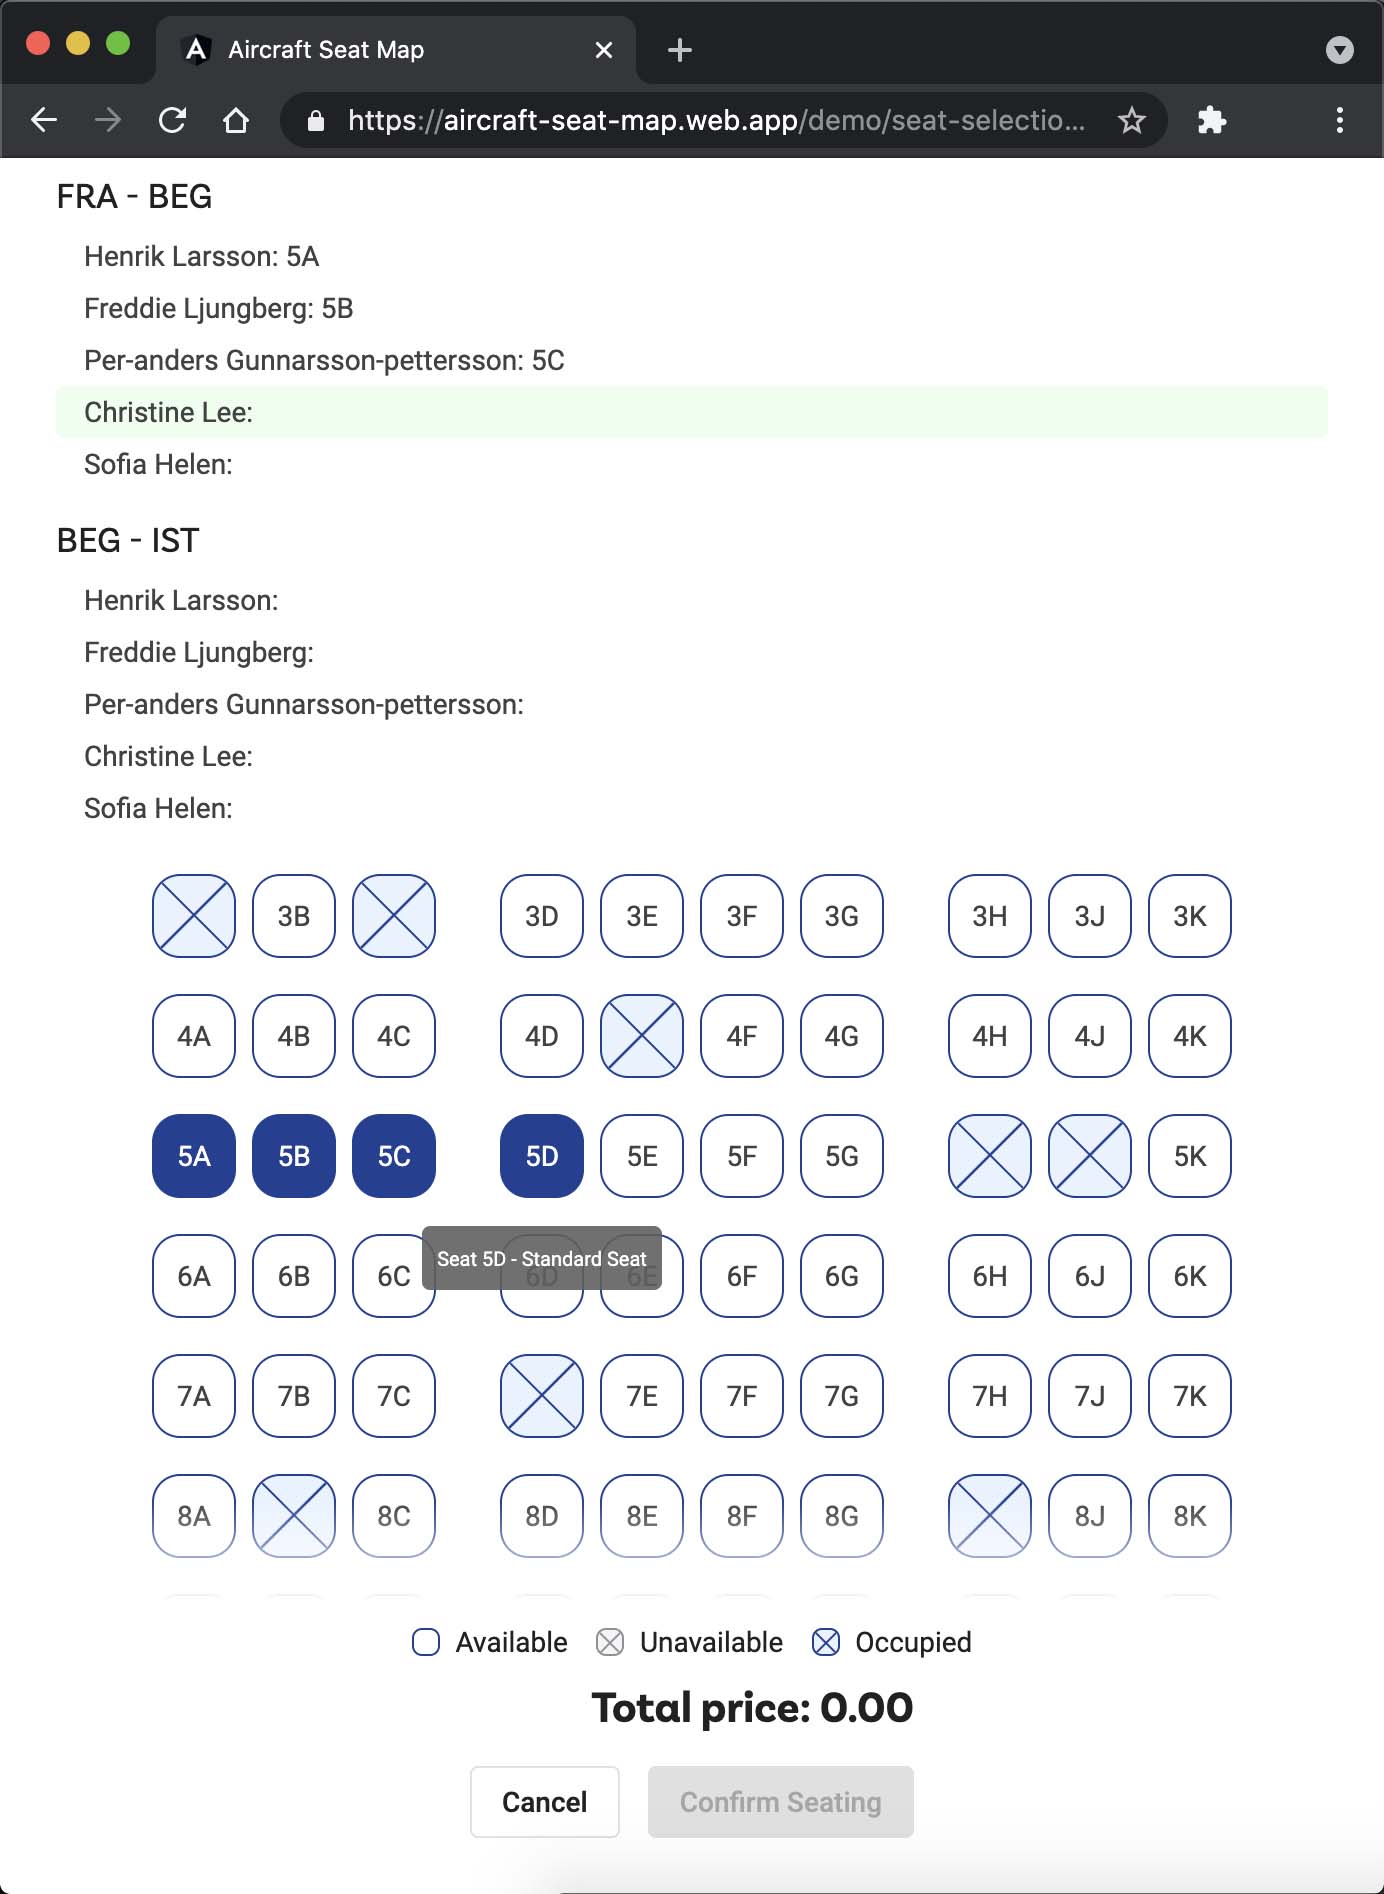 Aircraft Seat Map
https://aircraft-seat-map.web.app/demo/seat-selectio...
FRA - BEG
Henrik Larsson: 5A
Freddie Ljungberg: 5B
Per-anders Gunnarsson-pettersson: 5C
Christine Lee:
Sofia Helen:
BEG - IST
Henrik Larsson:
Freddie Ljungberg:
Per-anders Gunnarsson-pettersson:
Christine Lee:
Sofia Helen:
3B 3D 3E 3F 3G 3H 3J 3K
4A 4B 4C 4D 4F 4G 4H 4J 4K
5A 5B 5C 5D 5E 5F 5G 5K
Seat 5D - Standard Seat
6A 6B 6C 6D 6E 6F 6G 6H 6J 6K
7A 7B 7C 7E 7F 7G 7H 7J 7K
8A 8C 8D 8E 8F 8G 8J 8K
Available Unavailable Occupied
Total price: 0.00
Cancel Confirm Seating